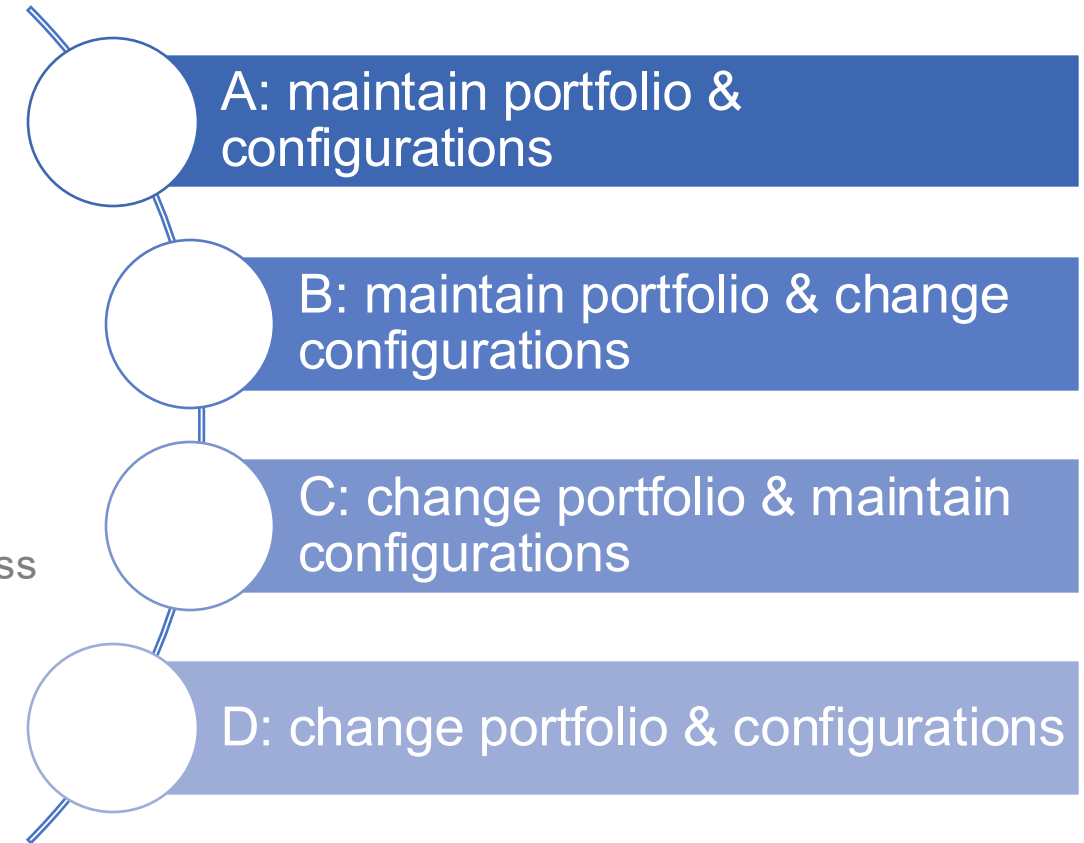 A: maintain portfolio &
configurations
B: maintain portfolio & change
configurations
C: change portfolio & maintain
configurations
ss
D: change portfolio & configurations